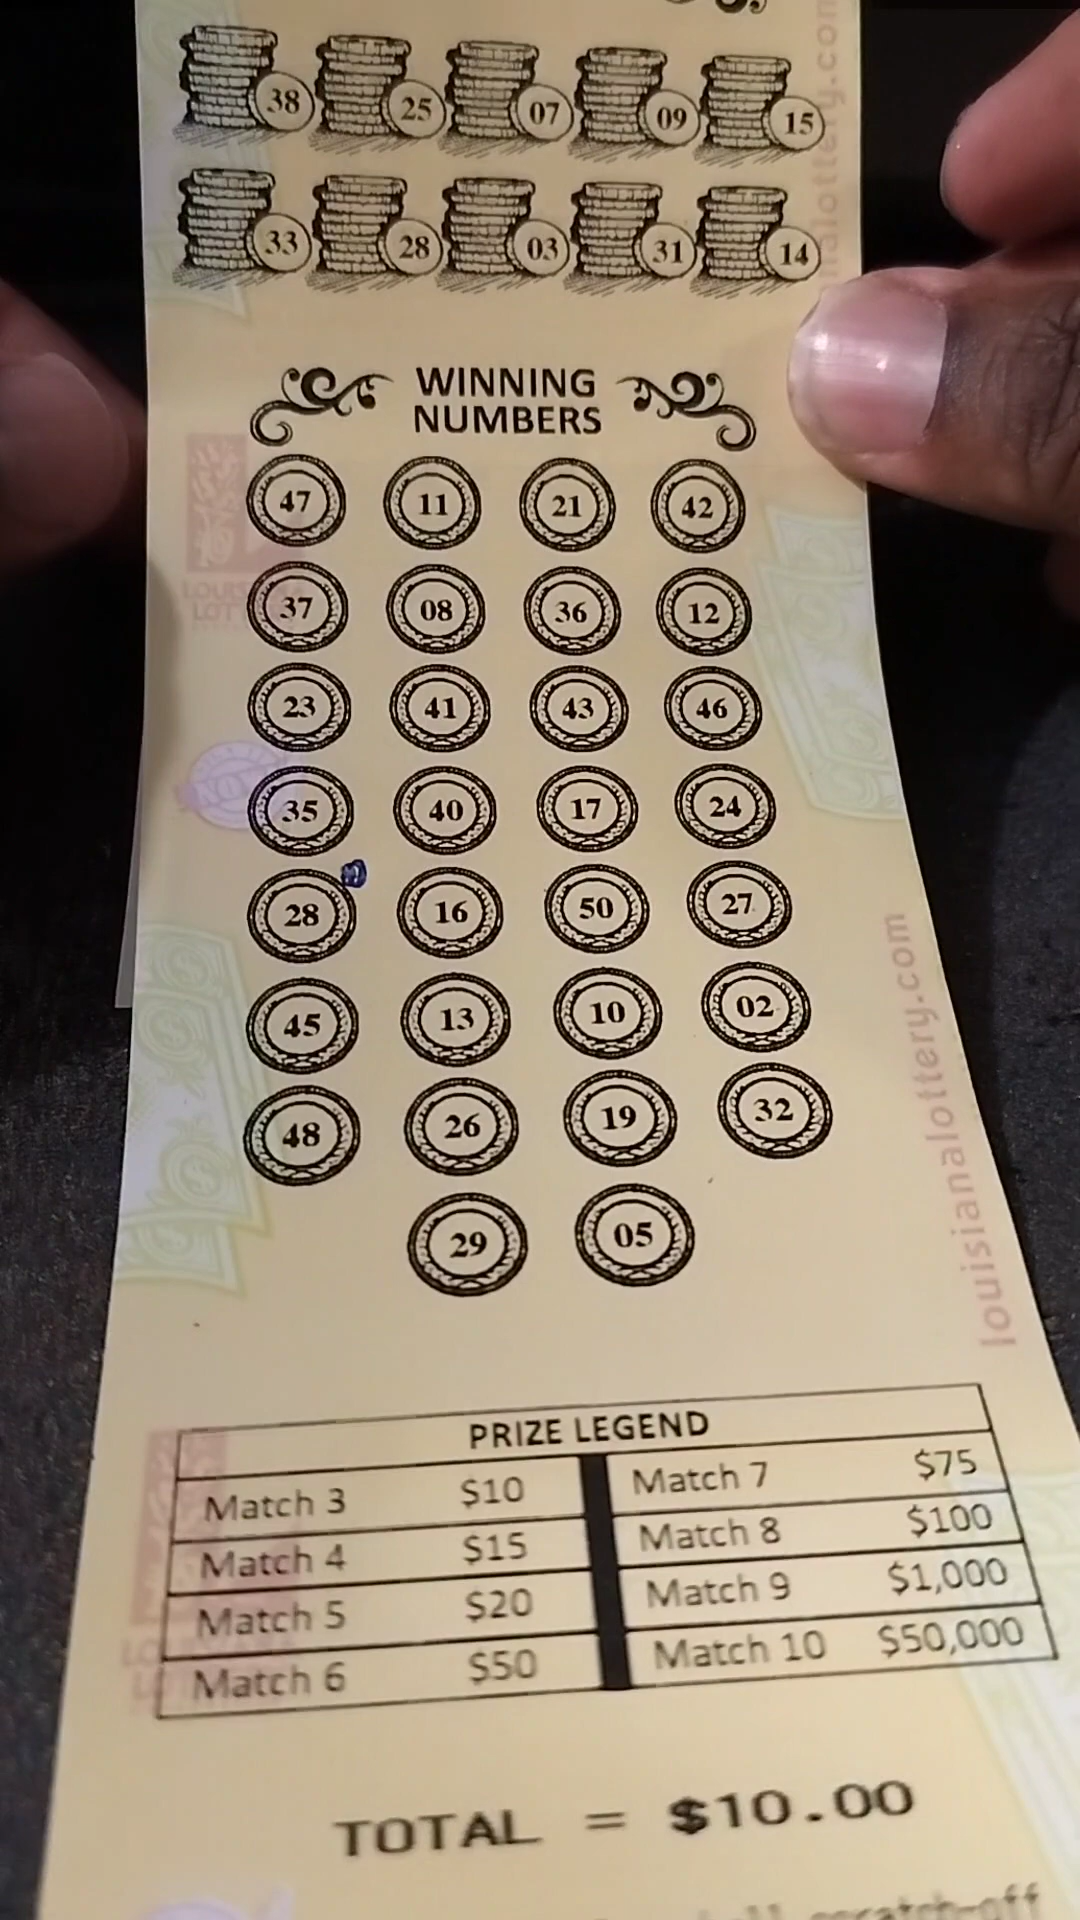 38 25 07 09 15
33 28 03 31 14
WINNING
NUMBERS
47 11 21 42
37 08 36 12
23 41 43 46
35 40 17 24
28 16 50 27
45 13 10 02
48 26 19 32
29 05
PRIZE LEGEND
Match 3 $10 Match 7 $75
Match 4 $15 Match 8 $100
Match 5 $20 Match 9 $1,000
Match 6 $50 Match 10 $50,000
TOTAL = $10.00
scratch-off
louisianalottery.com